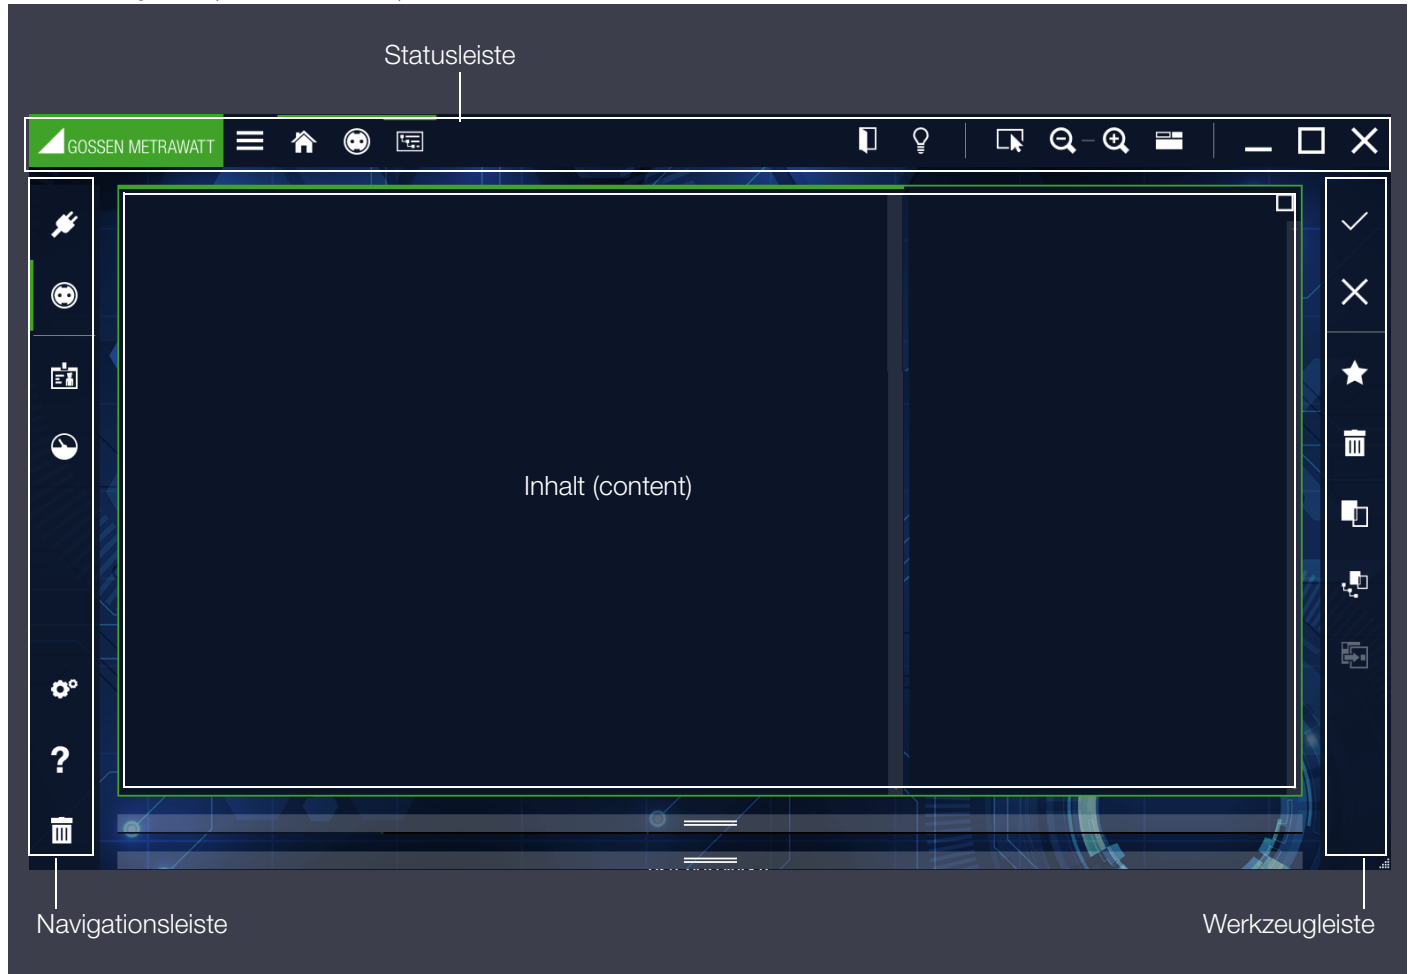 Statusleiste
GOSSEN METRAWATT
Inhalt (content)
?
Navigationsleiste
Werkzeugleiste